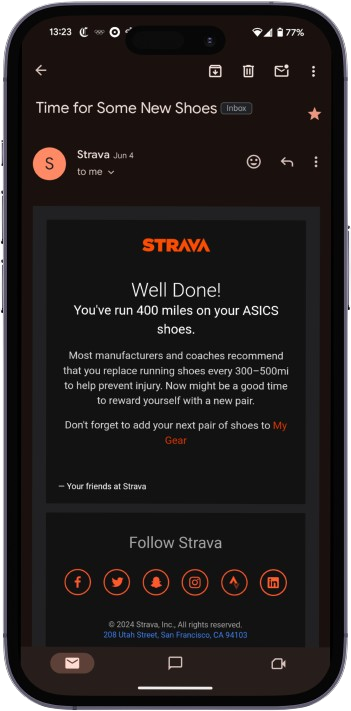 13:23
77%
Time for Some New Shoes Inbox
S
Strava Jun 4
to me
STRAVA
Well Done!
You've run 400 miles on your ASICS
shoes.
Most manufacturers and coaches recommend
that you replace running shoes every 300–500mi
to help prevent injury. Now might be a good time
to reward yourself with a new pair.
Don't forget to add your next pair of shoes to My
Gear
— Your friends at Strava
Follow Strava
© 2024 Strava, Inc., All rights reserved.
208 Utah Street, San Francisco, CA 94103